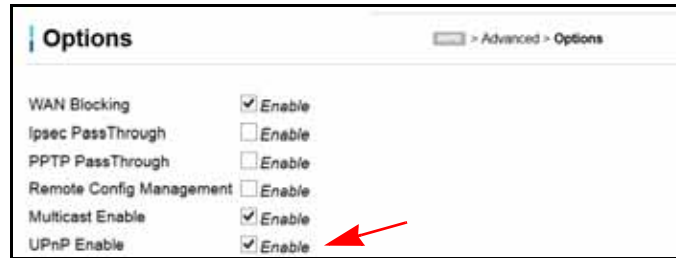 Options
> Advanced > Options
WAN Blocking Enable
Ipsec PassThrough Enable
PPTP PassThrough Enable
Remote Config Management Enable
Multicast Enable Enable
UPnP Enable Enable